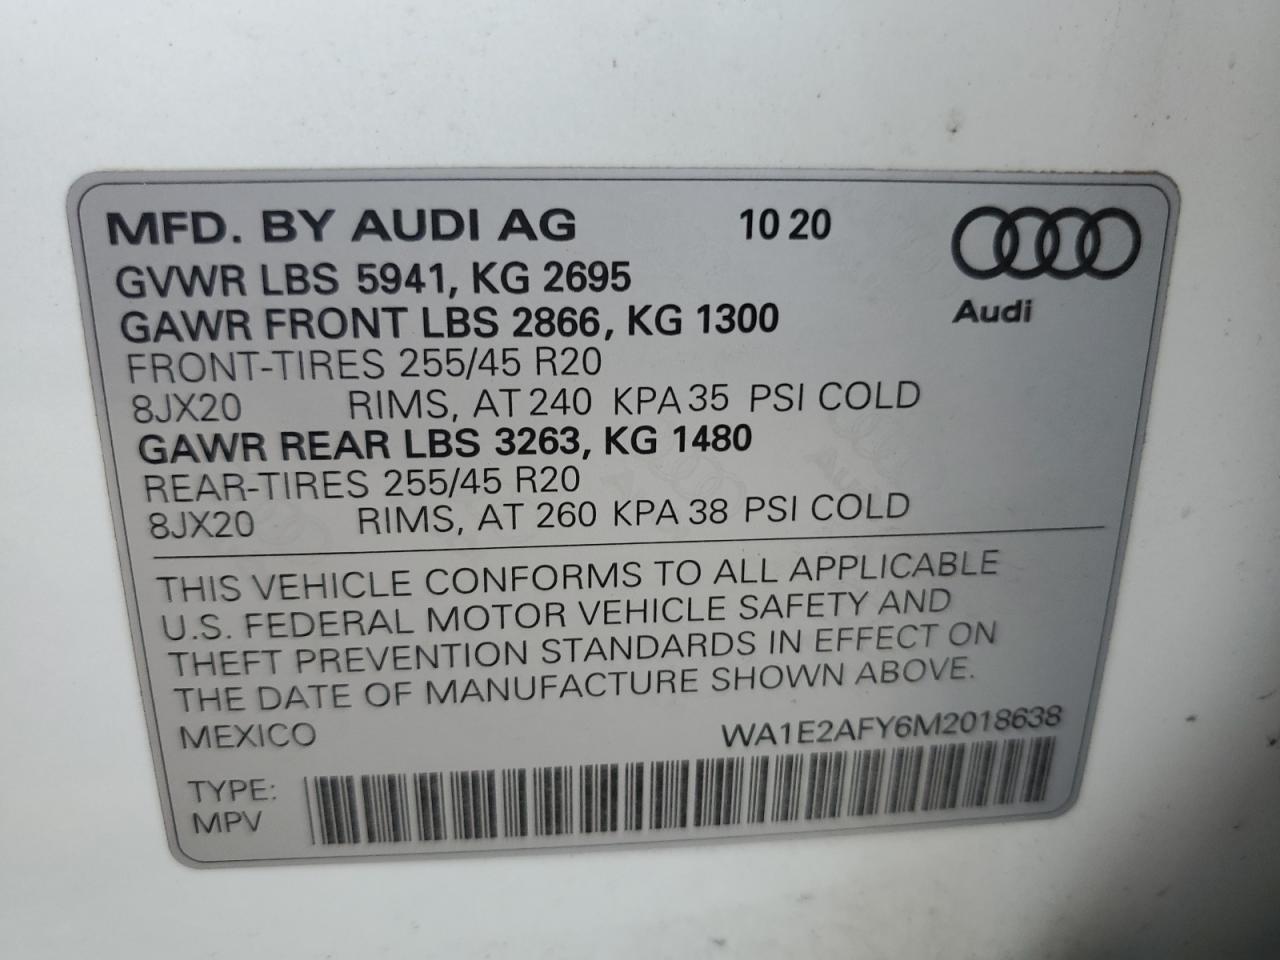 MFD. BY AUDI AG 10 20
GVWR LBS 5941, KG 2695
GAWR FRONT LBS 2866, KG 1300
Audi
FRONT-TIRES 255/45 R20
8JX20 RIMS, AT 240 KPA 35 PSI COLD
GAWR REAR LBS 3263, KG 1480
REAR-TIRES 255/45 R20
8JX20 RIMS, AT 260 KPA 38 PSI COLD
THIS VEHICLE CONFORMS TO ALL APPLICABLE
U.S. FEDERAL MOTOR VEHICLE SAFETY AND
THEFT PREVENTION STANDARDS IN EFFECT ON
THE DATE OF MANUFACTURE SHOWN ABOVE.
MEXICO WA1E2AFY6M2018638
TYPE:
MPV